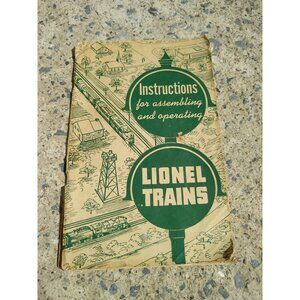 Instructions
for assembling
and operating
LIONEL
TRAINS